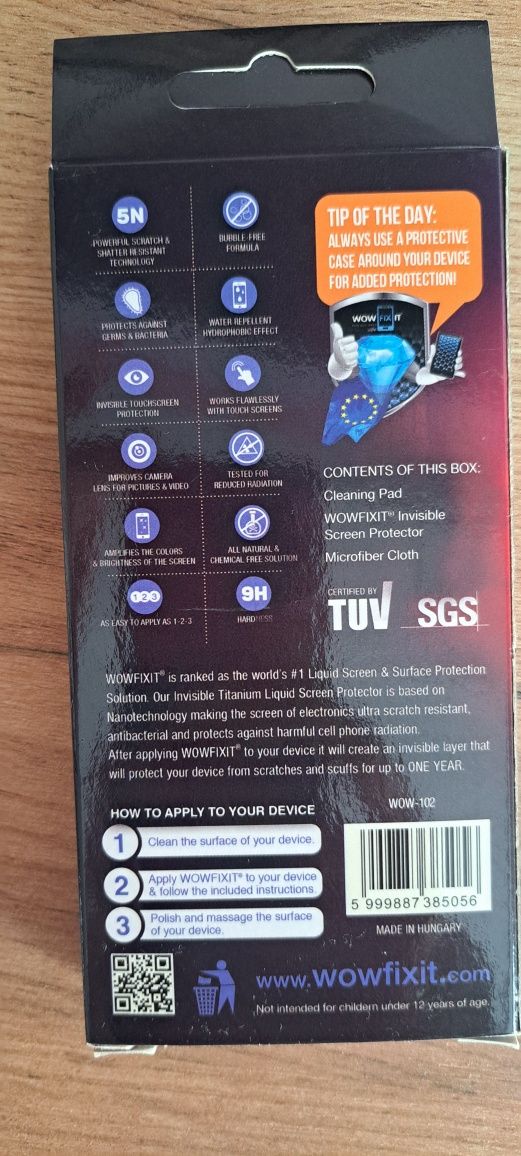 5N
POWERFUL SCRATCH &
SHATTER RESISTANT
TECHNOLOGY
BUBBLE-FREE
FORMULA
PROTECTS AGAINST
GERMS & BACTERIA
WATER REPELLENT
HYDROPHOBIC EFFECT
INVISIBLE TOUCHSCREEN
PROTECTION
WORKS FLAWLESSLY
WITH TOUCH SCREENS
IMPROVES CAMERA
LENS FOR PICTURES & VIDEO
TESTED FOR
REDUCED RADIATION
AMPLIFIES THE COLORS
& BRIGHTNESS OF THE SCREEN
ALL NATURAL &
CHEMICAL FREE SOLUTION
1 2 3
AS EASY TO APPLY AS 1-2-3
9H
HARDNESS
TIP OF THE DAY:
ALWAYS USE A PROTECTIVE
CASE AROUND YOUR DEVICE
FOR ADDED PROTECTION!
WOW FIX IT
CONTENTS OF THIS BOX:
Cleaning Pad
WOWFIXIT® Invisible
Screen Protector
Microfiber Cloth
CERTIFIED BY
TUV SGS
WOWFIXIT® is ranked as the world's #1 Liquid Screen & Surface Protection
Solution. Our Invisible Titanium Liquid Screen Protector is based on
Nanotechnology making the screen of electronics ultra scratch resistant,
antibacterial and protects against harmful cell phone radiation.
After applying WOWFIXIT® to your device it will create an invisible layer that
will protect your device from scratches and scuffs for up to ONE YEAR.
HOW TO APPLY TO YOUR DEVICE
1 Clean the surface of your device.
2 Apply WOWFIXIT® to your device
& follow the included instructions.
3 Polish and massage the surface
of your device.
WOW-102
5 999887 385056
MADE IN HUNGARY
www.wowfixit.com
Not intended for childern under 12 years of age.